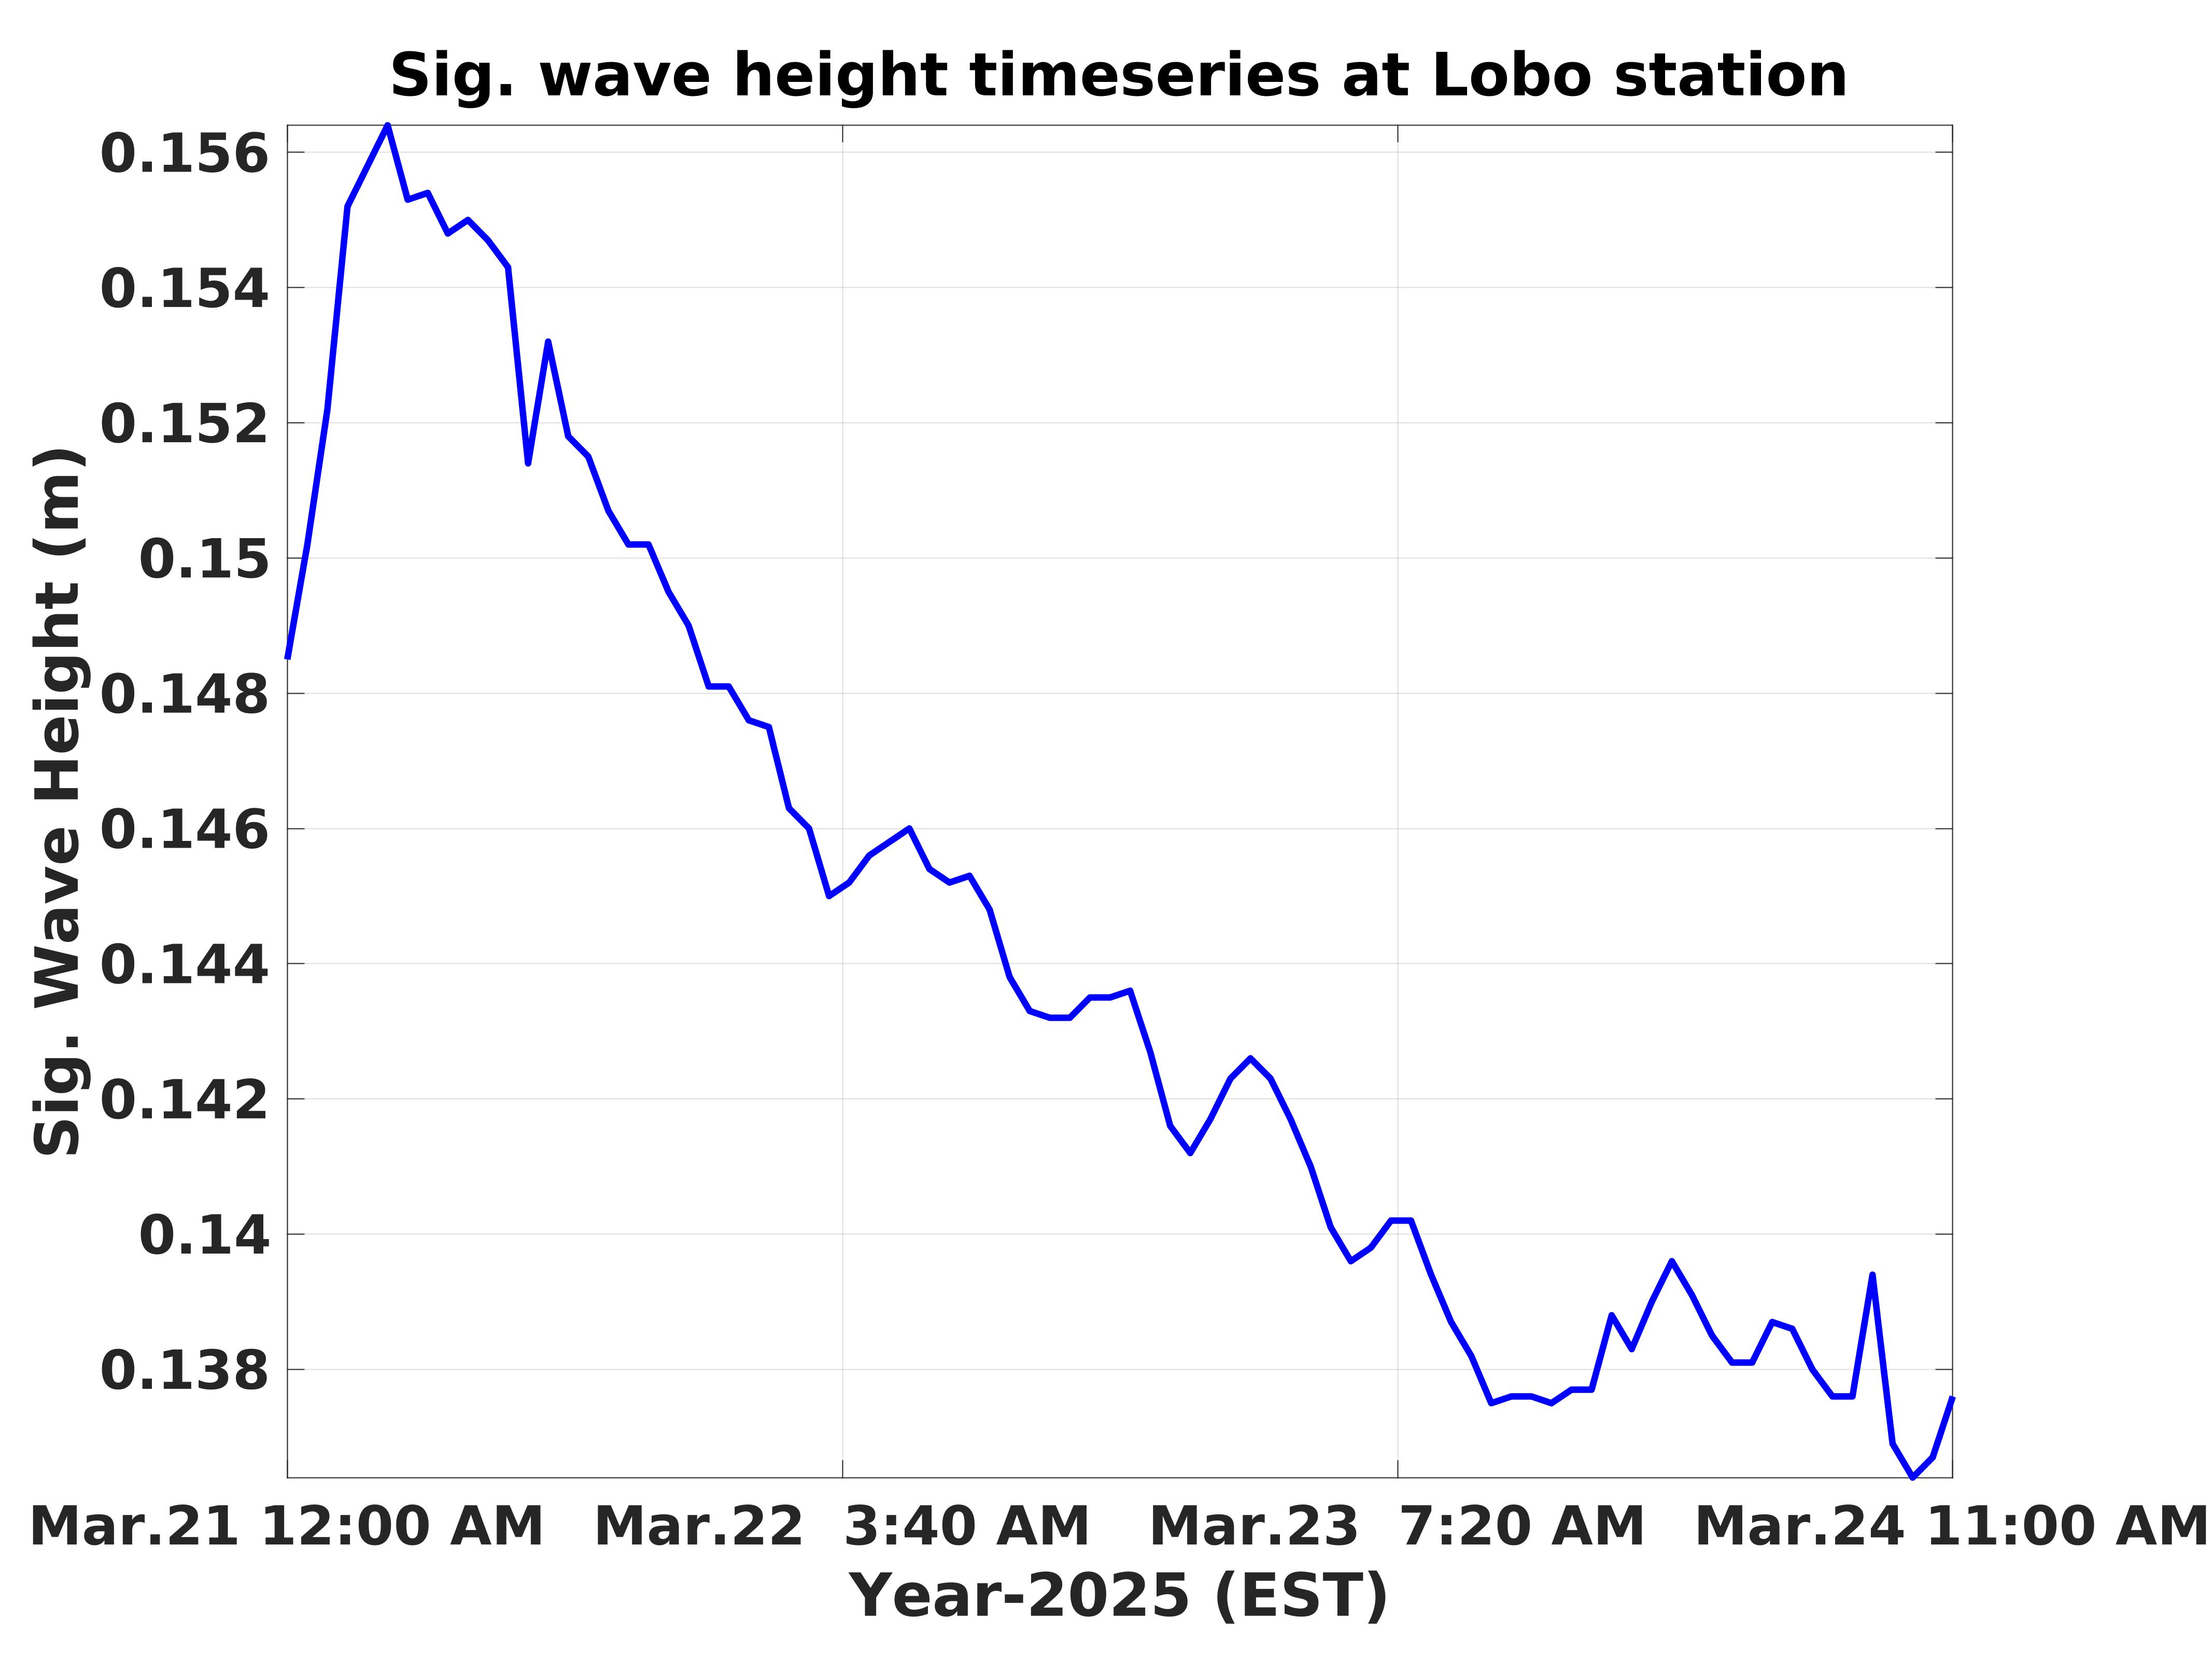 Sig. wave height timeseries at Lobo station
0.156
0.154
0.152
0.15
0.148
0.146
0.144
0.142
0.14
0.138
Sig. Wave Height (m)
Mar.21 12:00 AM Mar.22 3:40 AM Mar.23 7:20 AM Mar.24 11:00 AM
Year-2025 (EST)